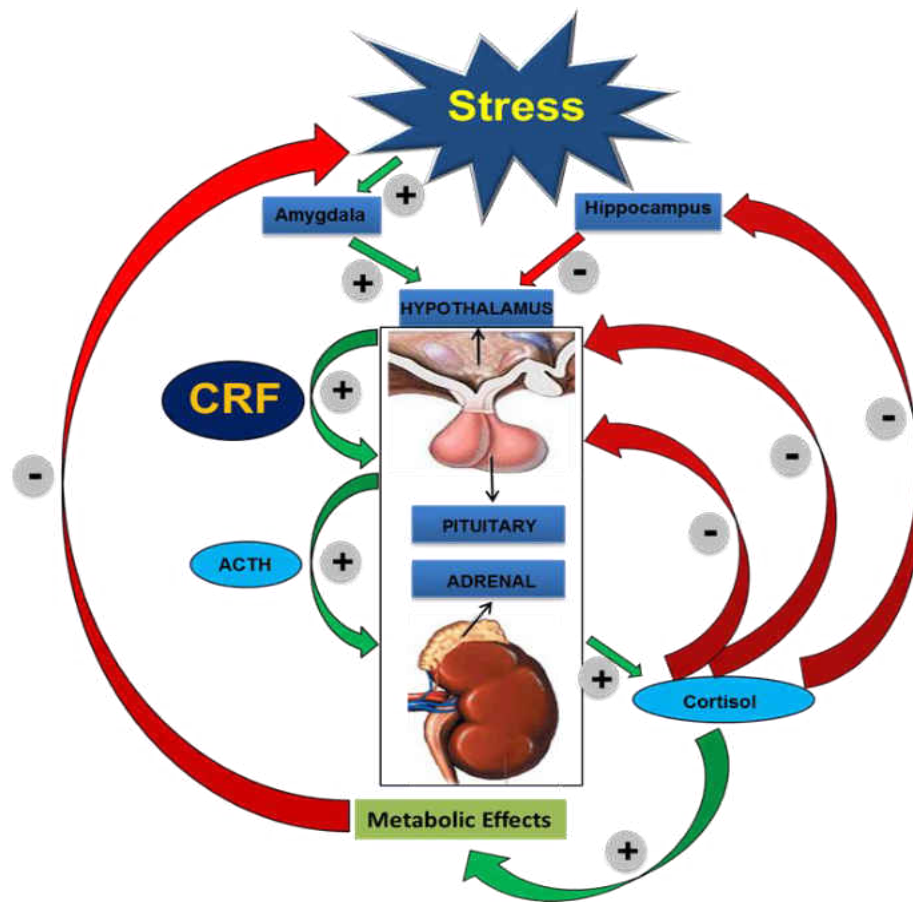 Stress
+
Amygdala
Hippocampus
+
-
HYPOTHALAMUS
CRF
+
-
-
-
-
PITUITARY
ACTH
+
ADRENAL
+
Cortisol
Metabolic Effects
+